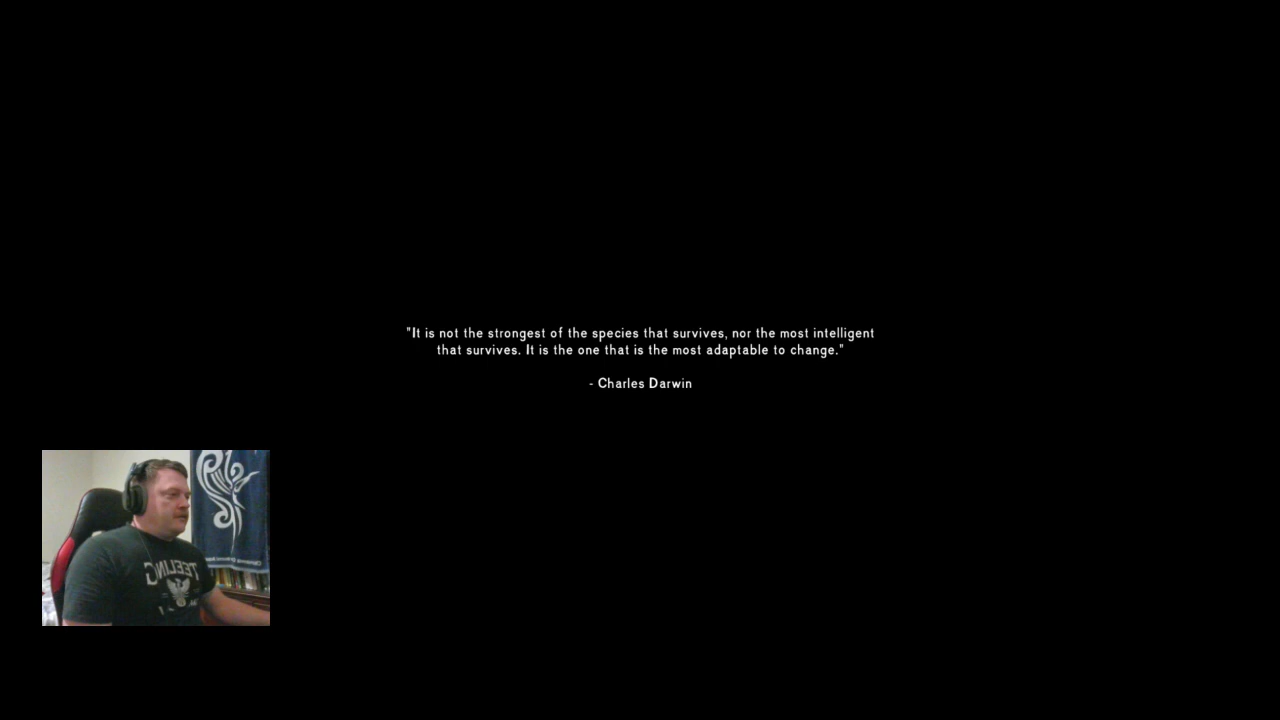 "It is not the strongest of the species that survives, nor the most intelligent
that survives. It is the one that is the most adaptable to change."
- Charles Darwin
TEELING